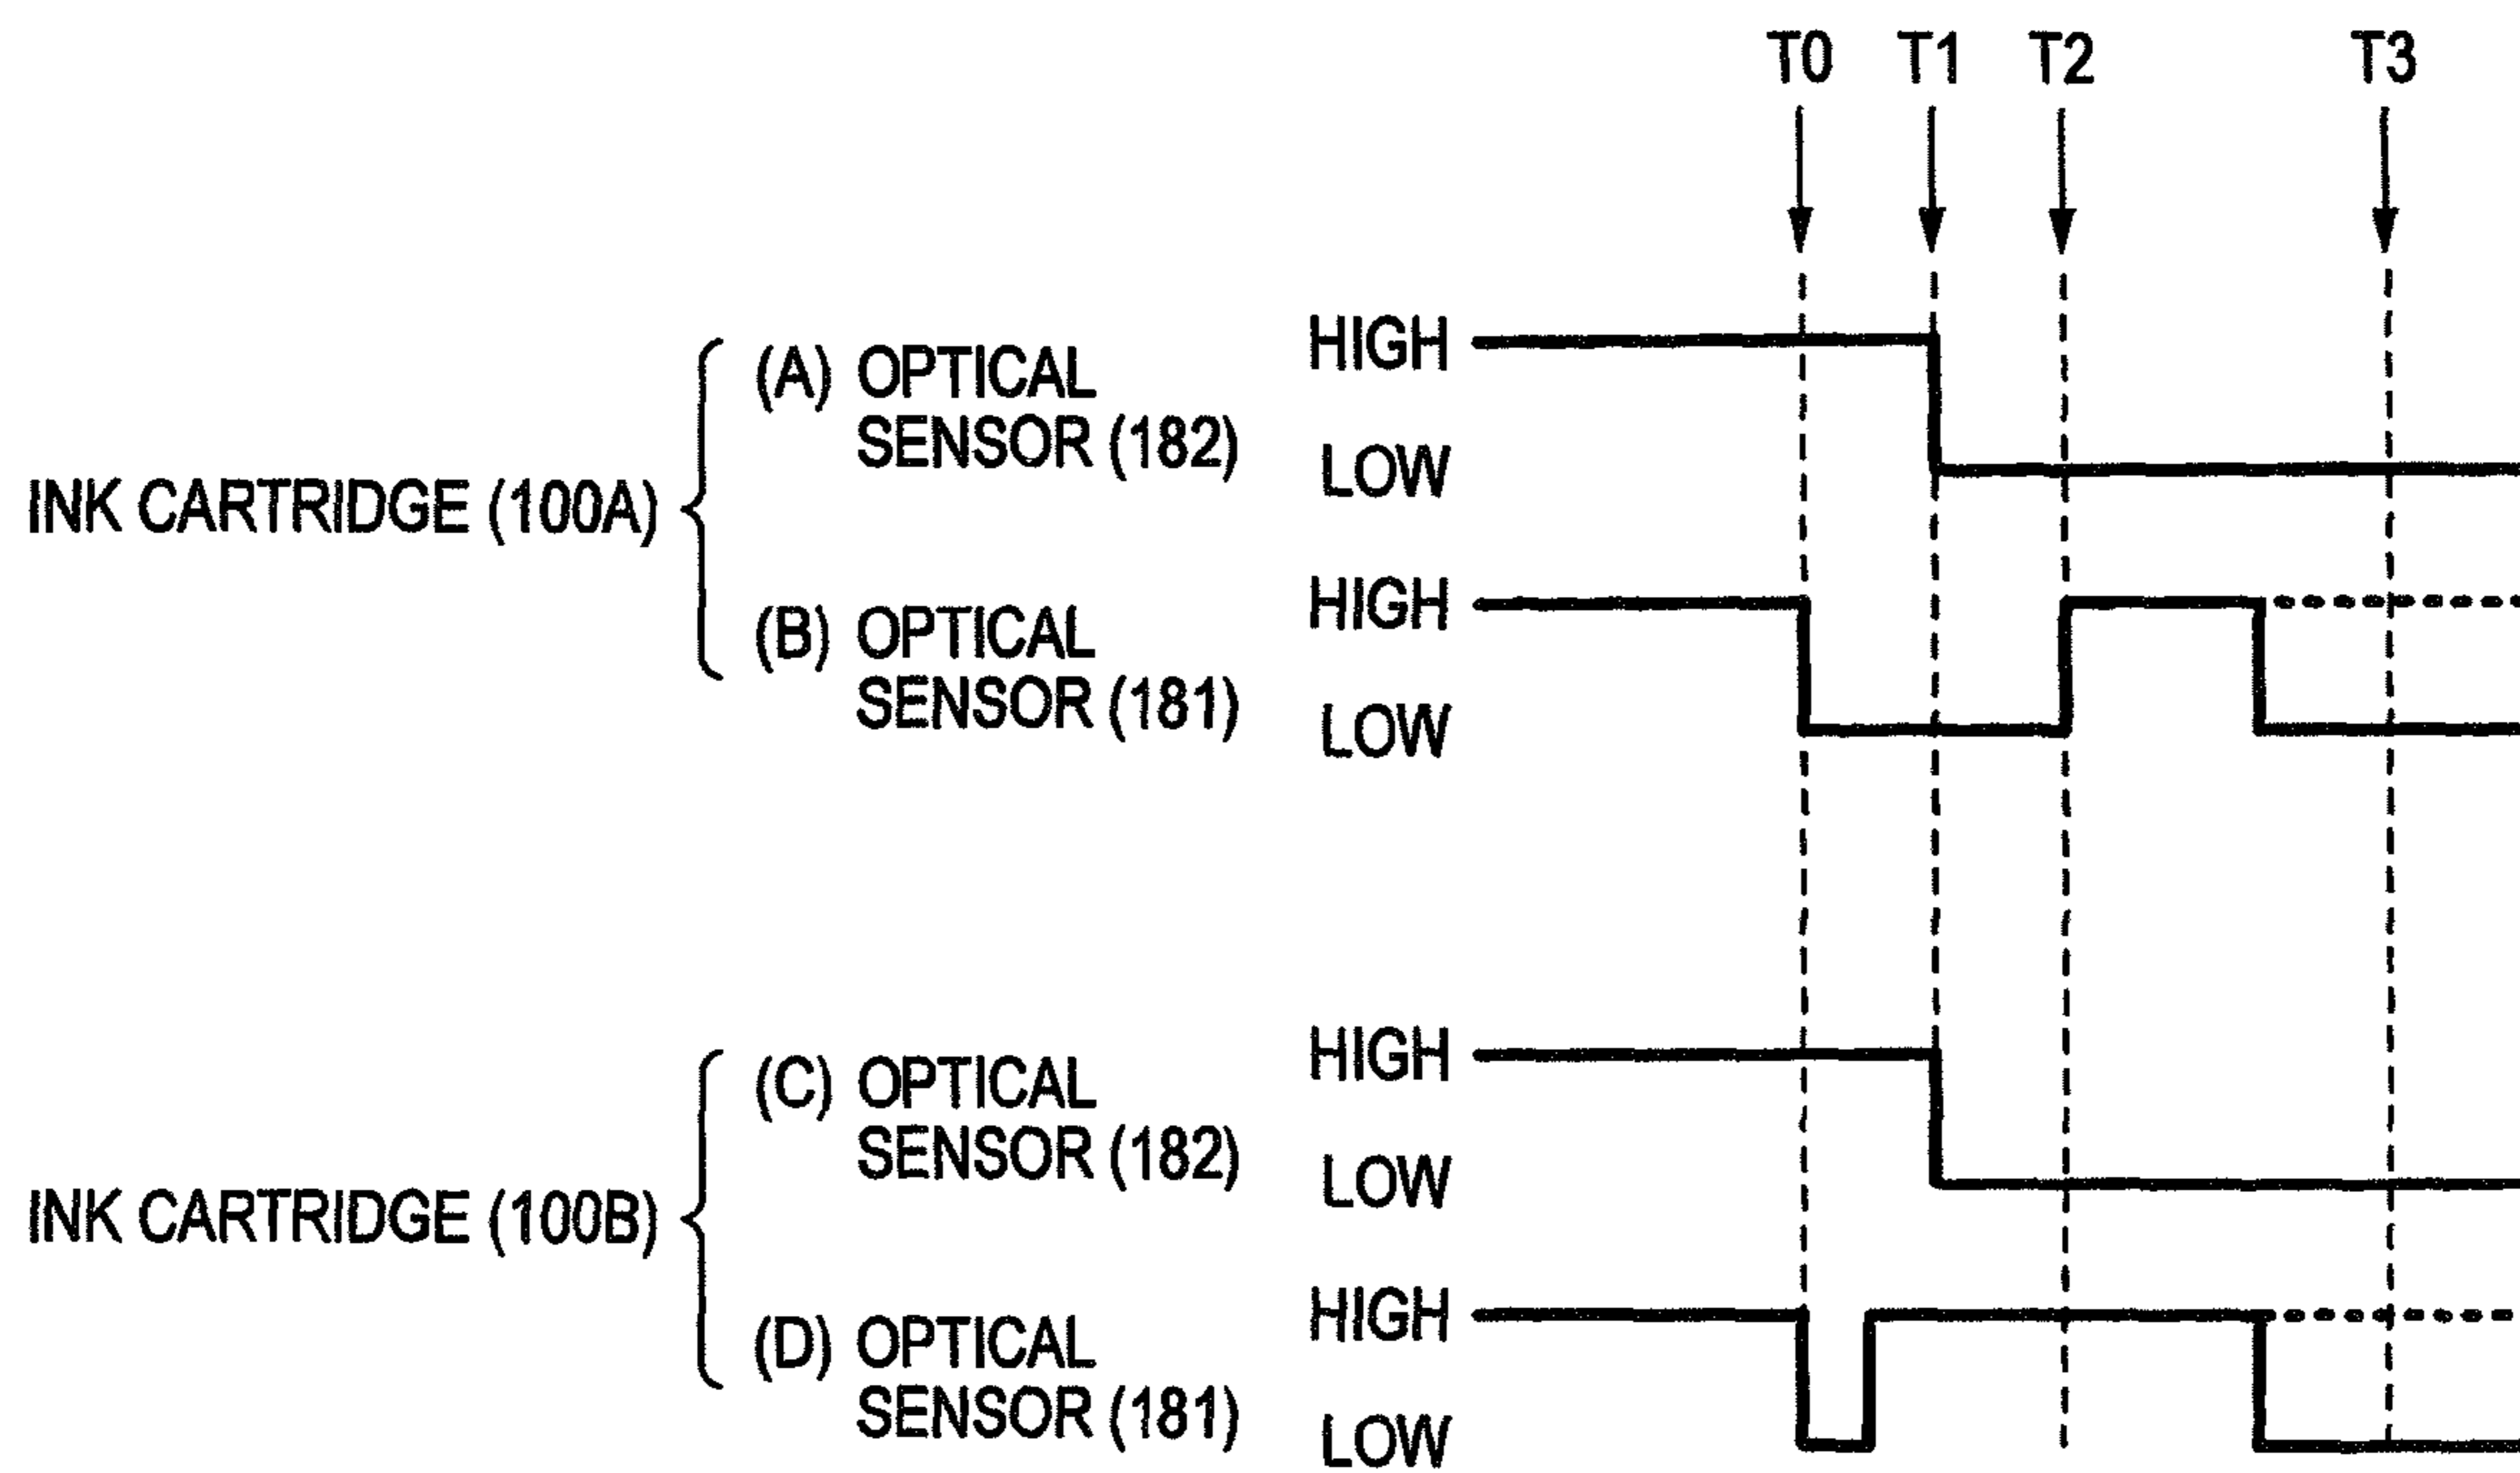 T0 T1 T2 T3
INK CARTRIDGE (100A)
(A) OPTICAL
SENSOR (182)
HIGH
LOW
(B) OPTICAL
SENSOR (181)
HIGH
LOW
INK CARTRIDGE (100B)
(C) OPTICAL
SENSOR (182)
HIGH
LOW
(D) OPTICAL
SENSOR (181)
HIGH
LOW